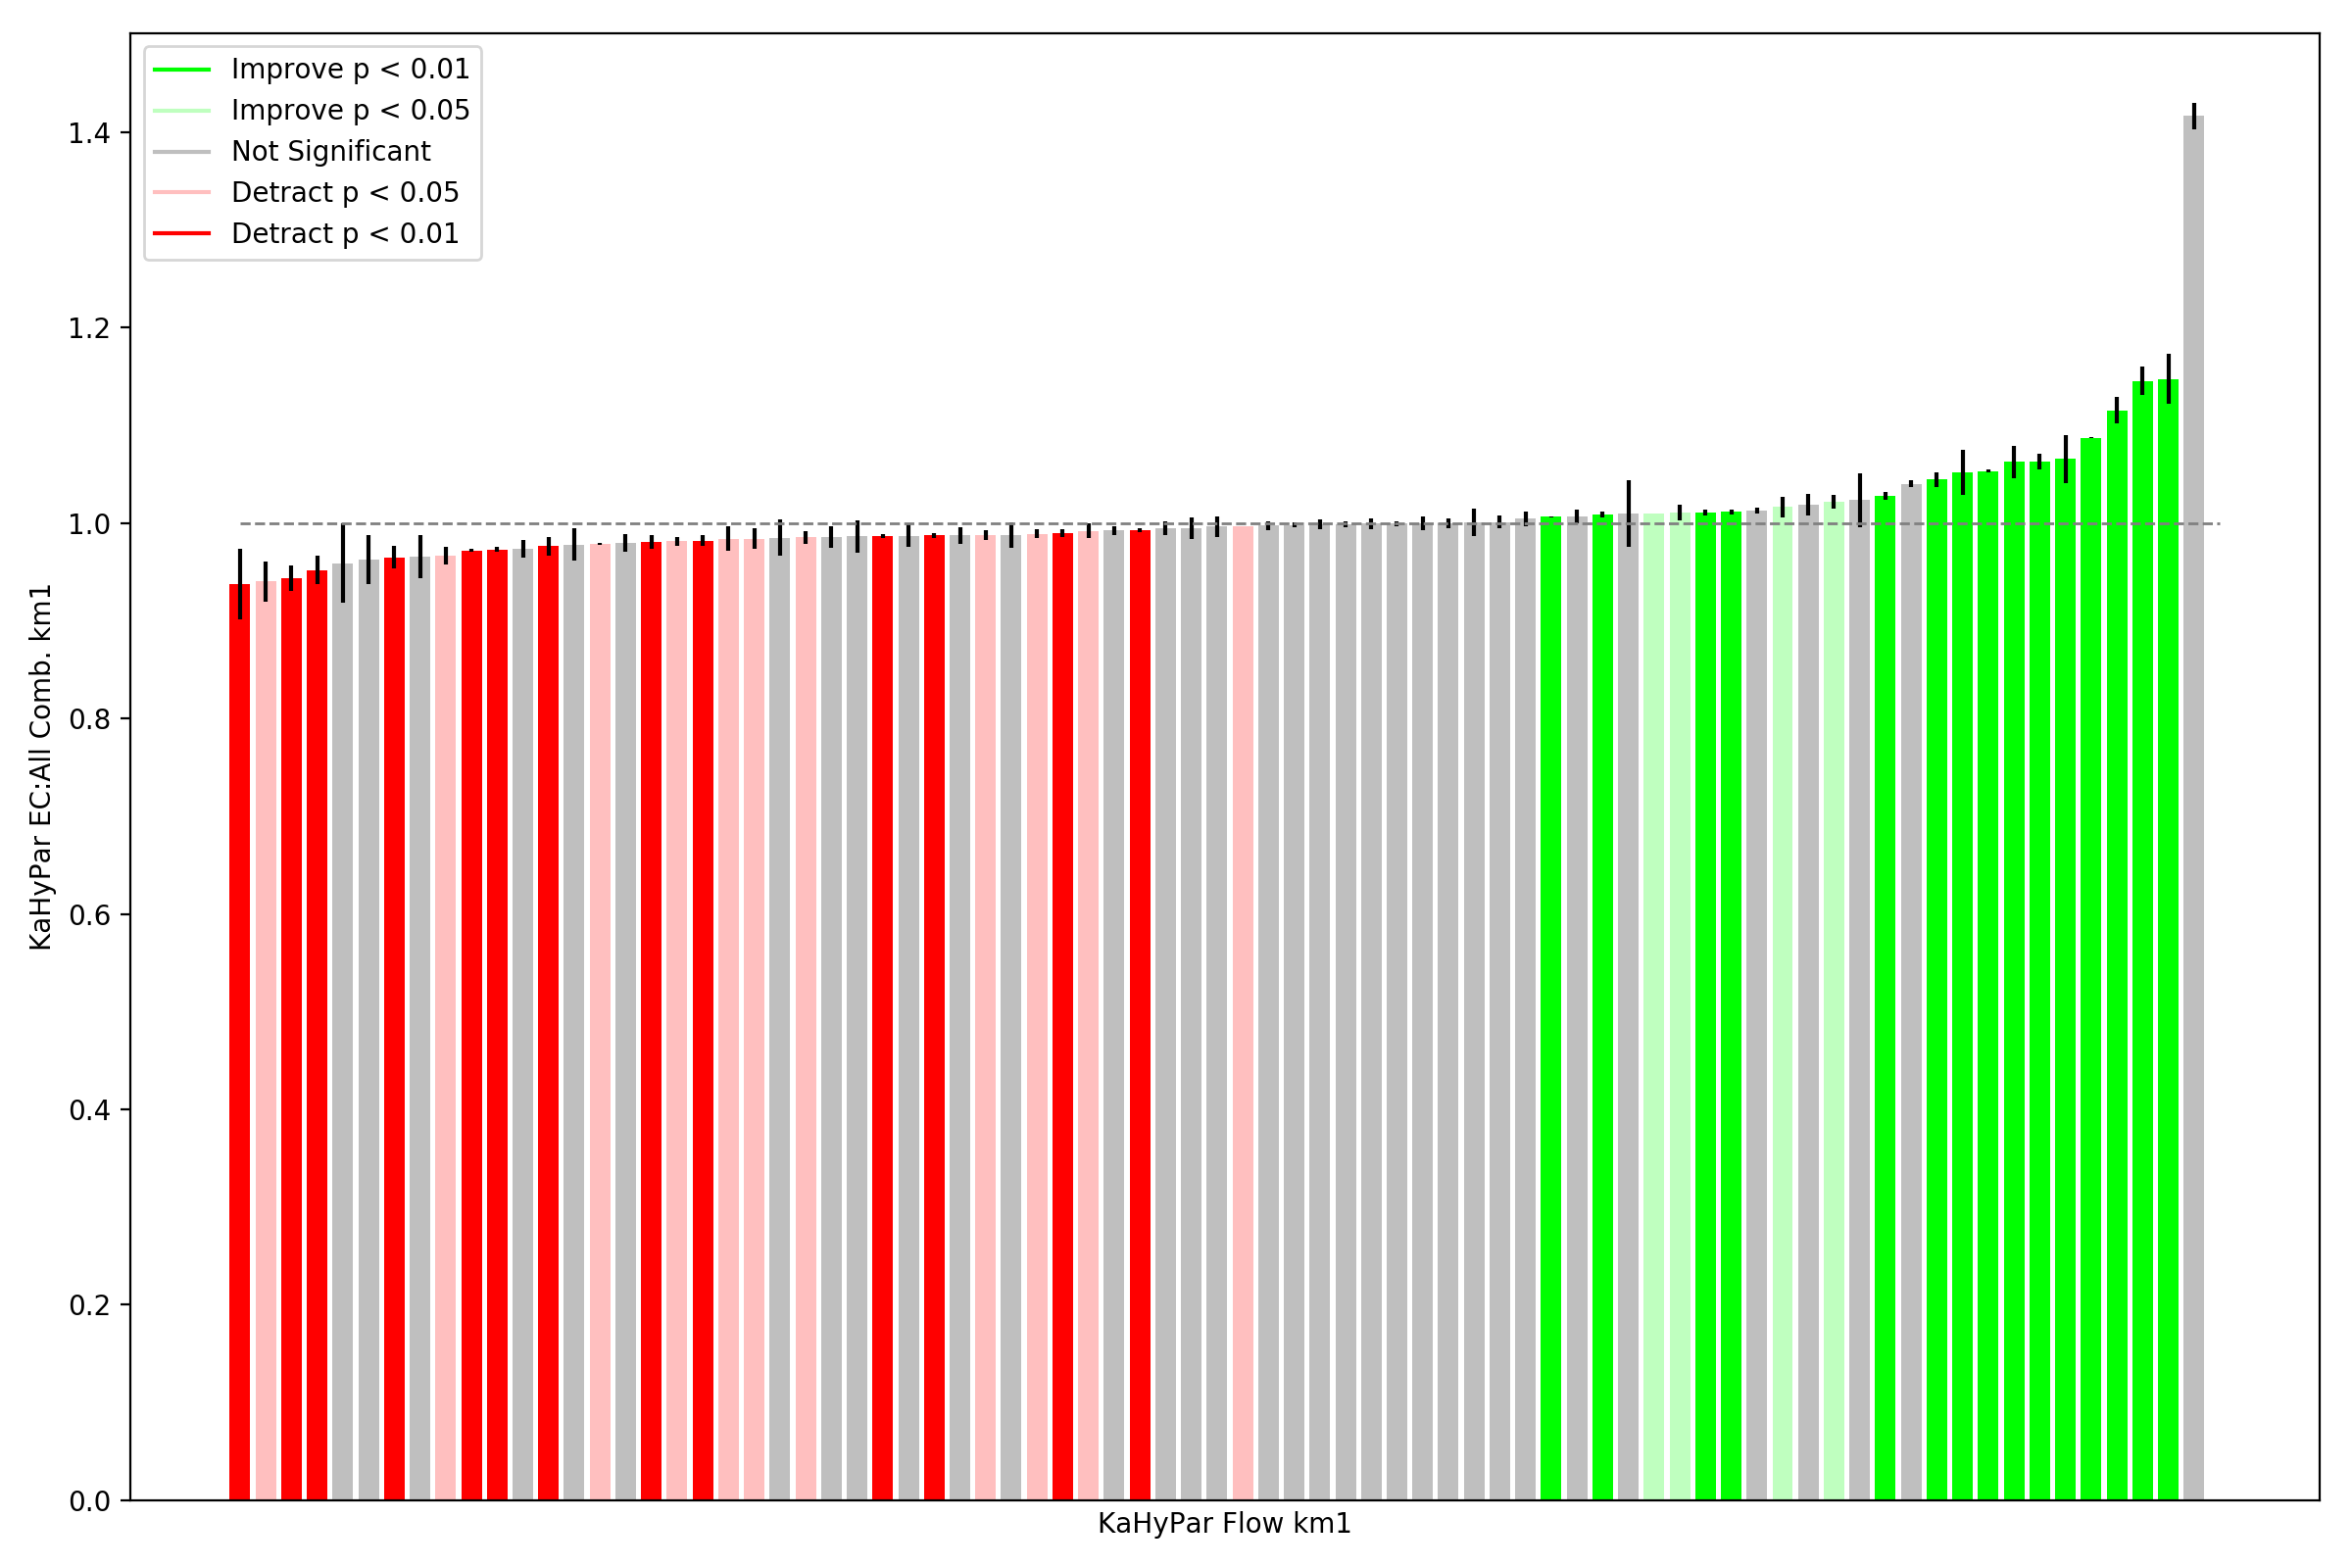 Improve p < 0.01
Improve p < 0.05
Not Significant
Detract p < 0.05
Detract p < 0.01
1.4
1.2
1.0
0.8
0.6
0.4
0.2
0.0
KaHyPar EC:All Comb. km1
KaHyPar Flow km1